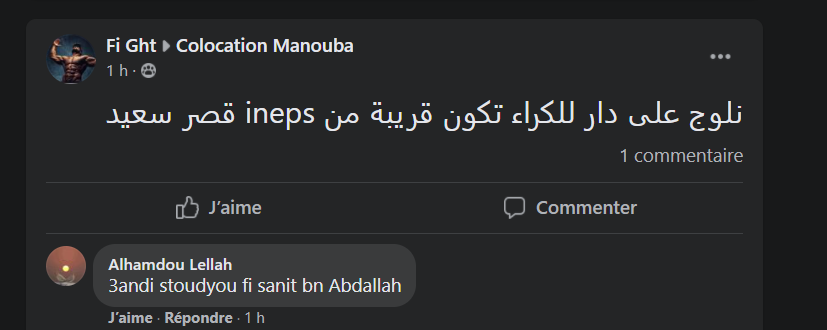 Fi Ght ▸ Colocation Manouba
1 h ·
نلوج على دار للكراء تكون قريبة من ineps قصر سعيد
1 commentaire
J'aime
Commenter
Alhamdou Lellah
3andi stoudyou fi sanit bn Abdallah
J'aime · Répondre · 1 h